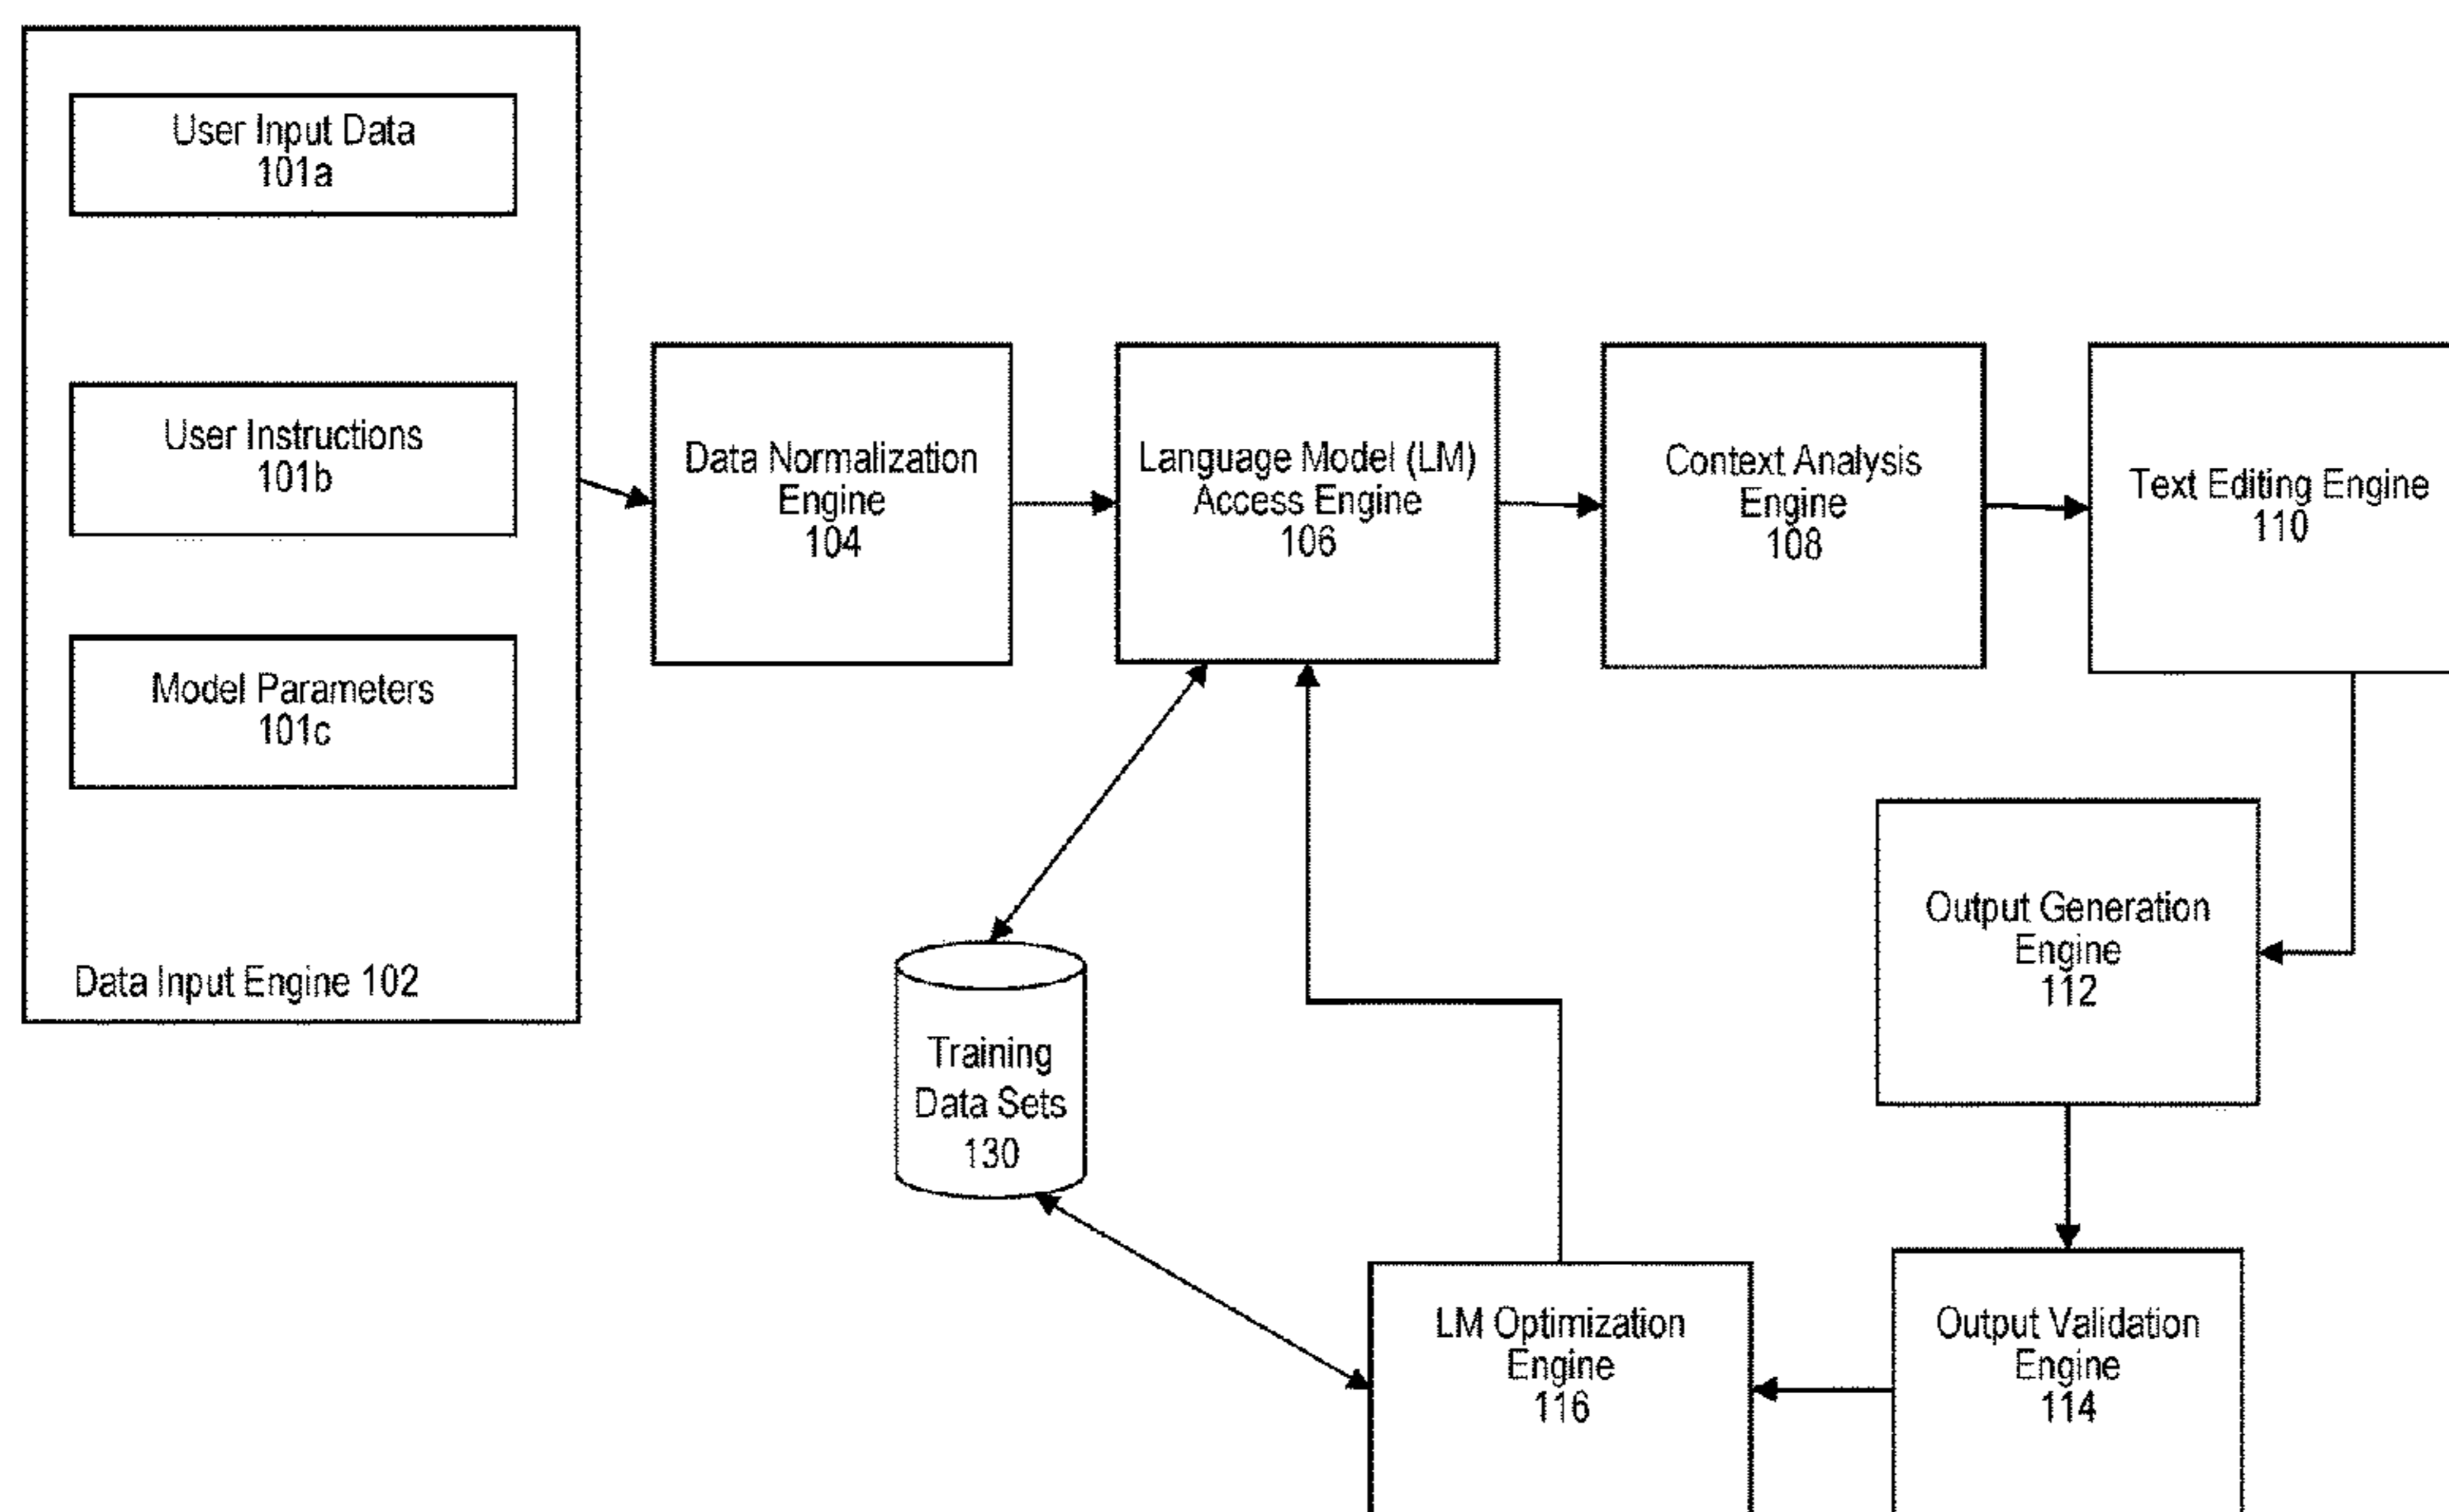 User Input Data
101a
User Instructions
101b
Model Parameters
101c
Data Input Engine 102
Data Normalization
Engine
104
Language Model (LM)
Access Engine
106
Context Analysis
Engine
108
Text Editing Engine
110
Output Generation
Engine
112
Training
Data Sets
130
LM Optimization
Engine
116
Output Validation
Engine
114